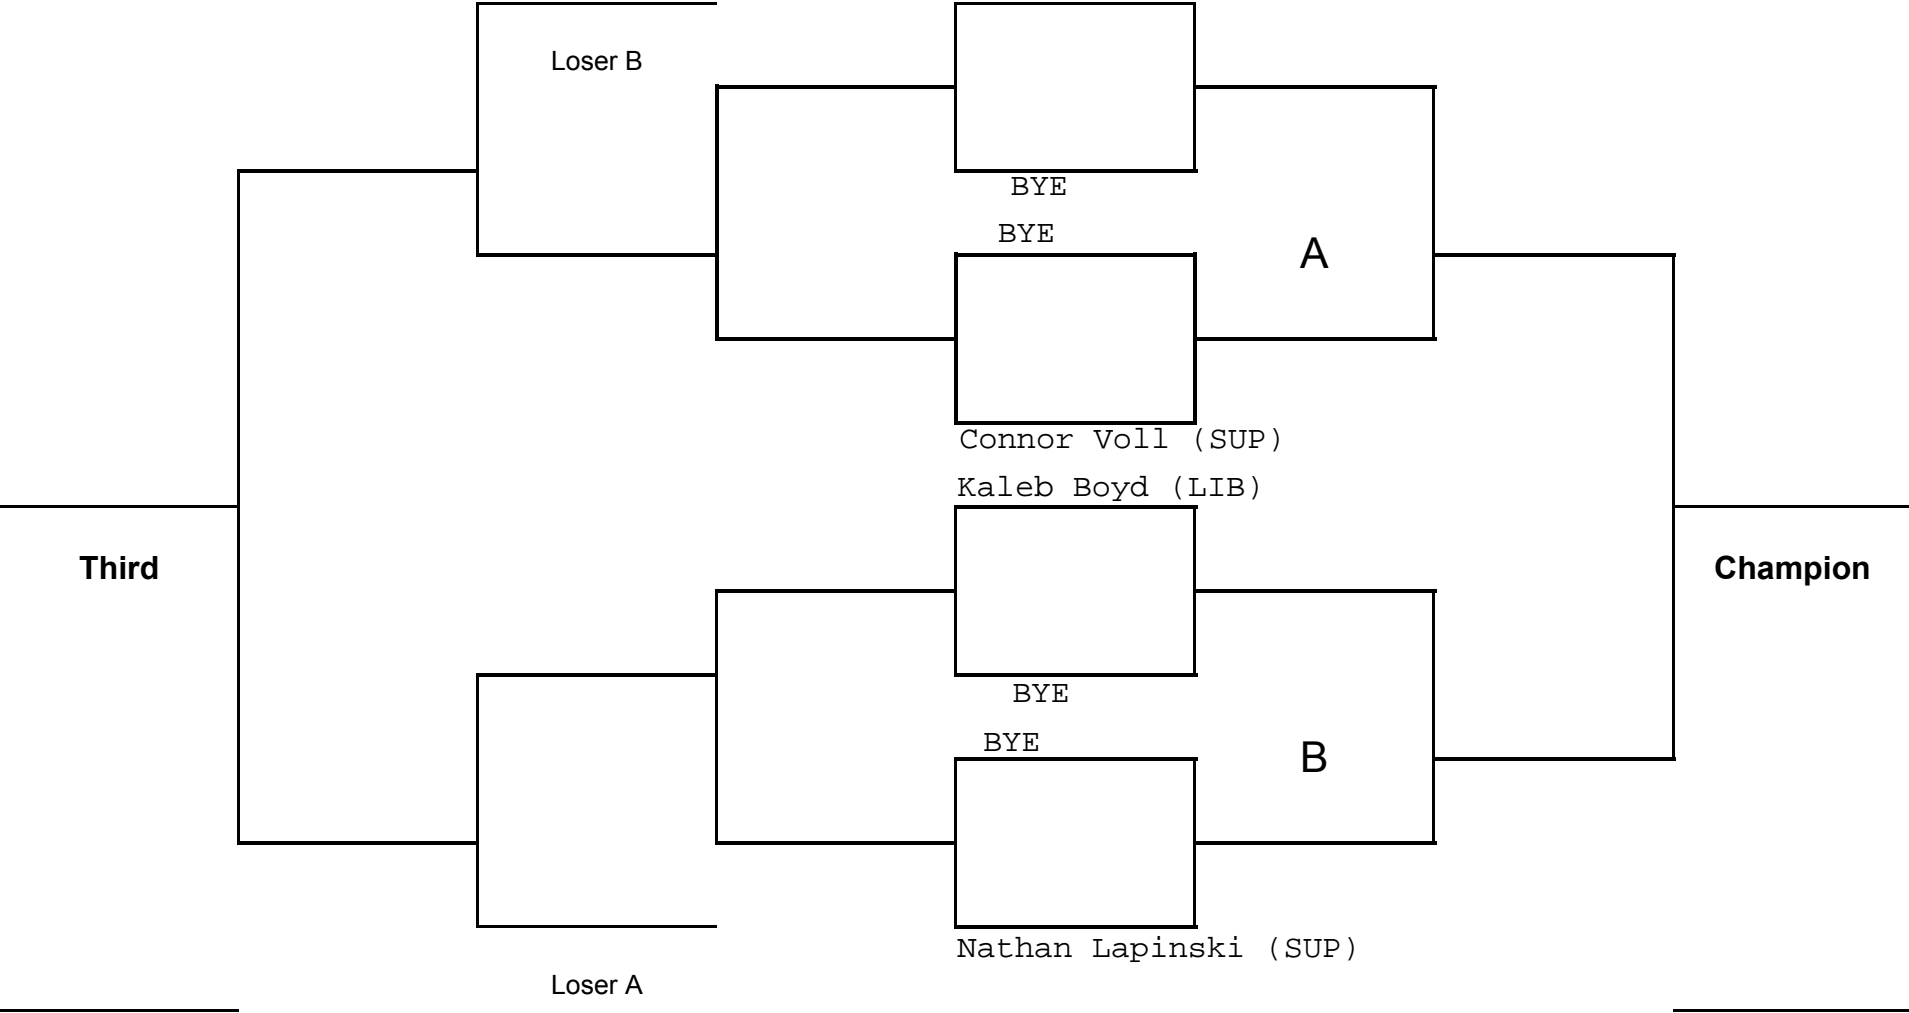 Loser B
BYE
BYE
A
Connor Voll (SUP)
Kaleb Boyd (LIB)
Third
Champion
BYE
BYE
B
Nathan Lapinski (SUP)
Loser A